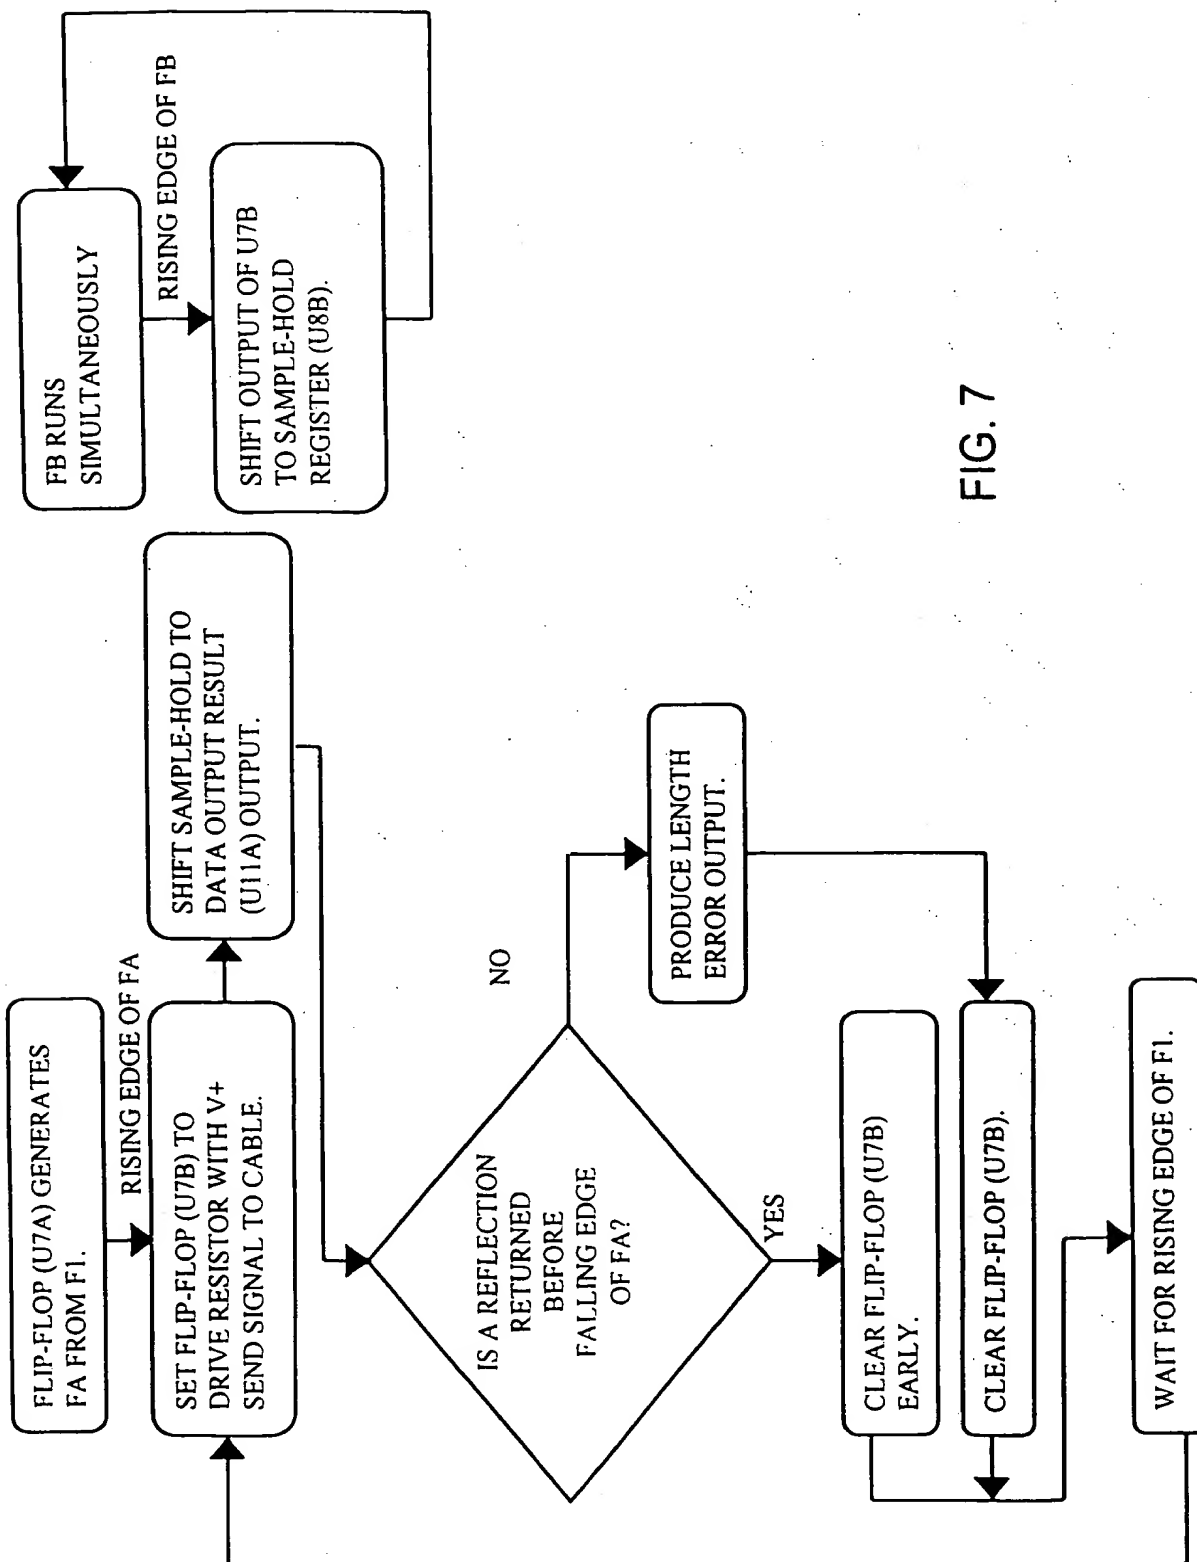 FLIP-FLOP (U7A) GENERATES
FA FROM F1.
RISING EDGE OF FA
SET FLIP-FLOP (U7B) TO
DRIVE RESISTOR WITH V+
SEND SIGNAL TO CABLE.
SHIFT SAMPLE-HOLD TO
DATA OUTPUT RESULT
(U11A) OUTPUT.
FB RUNS
SIMULTANEOUSLY
RISING EDGE OF FB
SHIFT OUTPUT OF U7B
TO SAMPLE-HOLD
REGISTER (U8B).
IS A REFLECTION
RETURNED
BEFORE
FALLING EDGE
OF FA?
NO
PRODUCE LENGTH
ERROR OUTPUT.
YES
CLEAR FLIP-FLOP (U7B)
EARLY.
CLEAR FLIP-FLOP (U7B).
WAIT FOR RISING EDGE OF F1.
FIG. 7